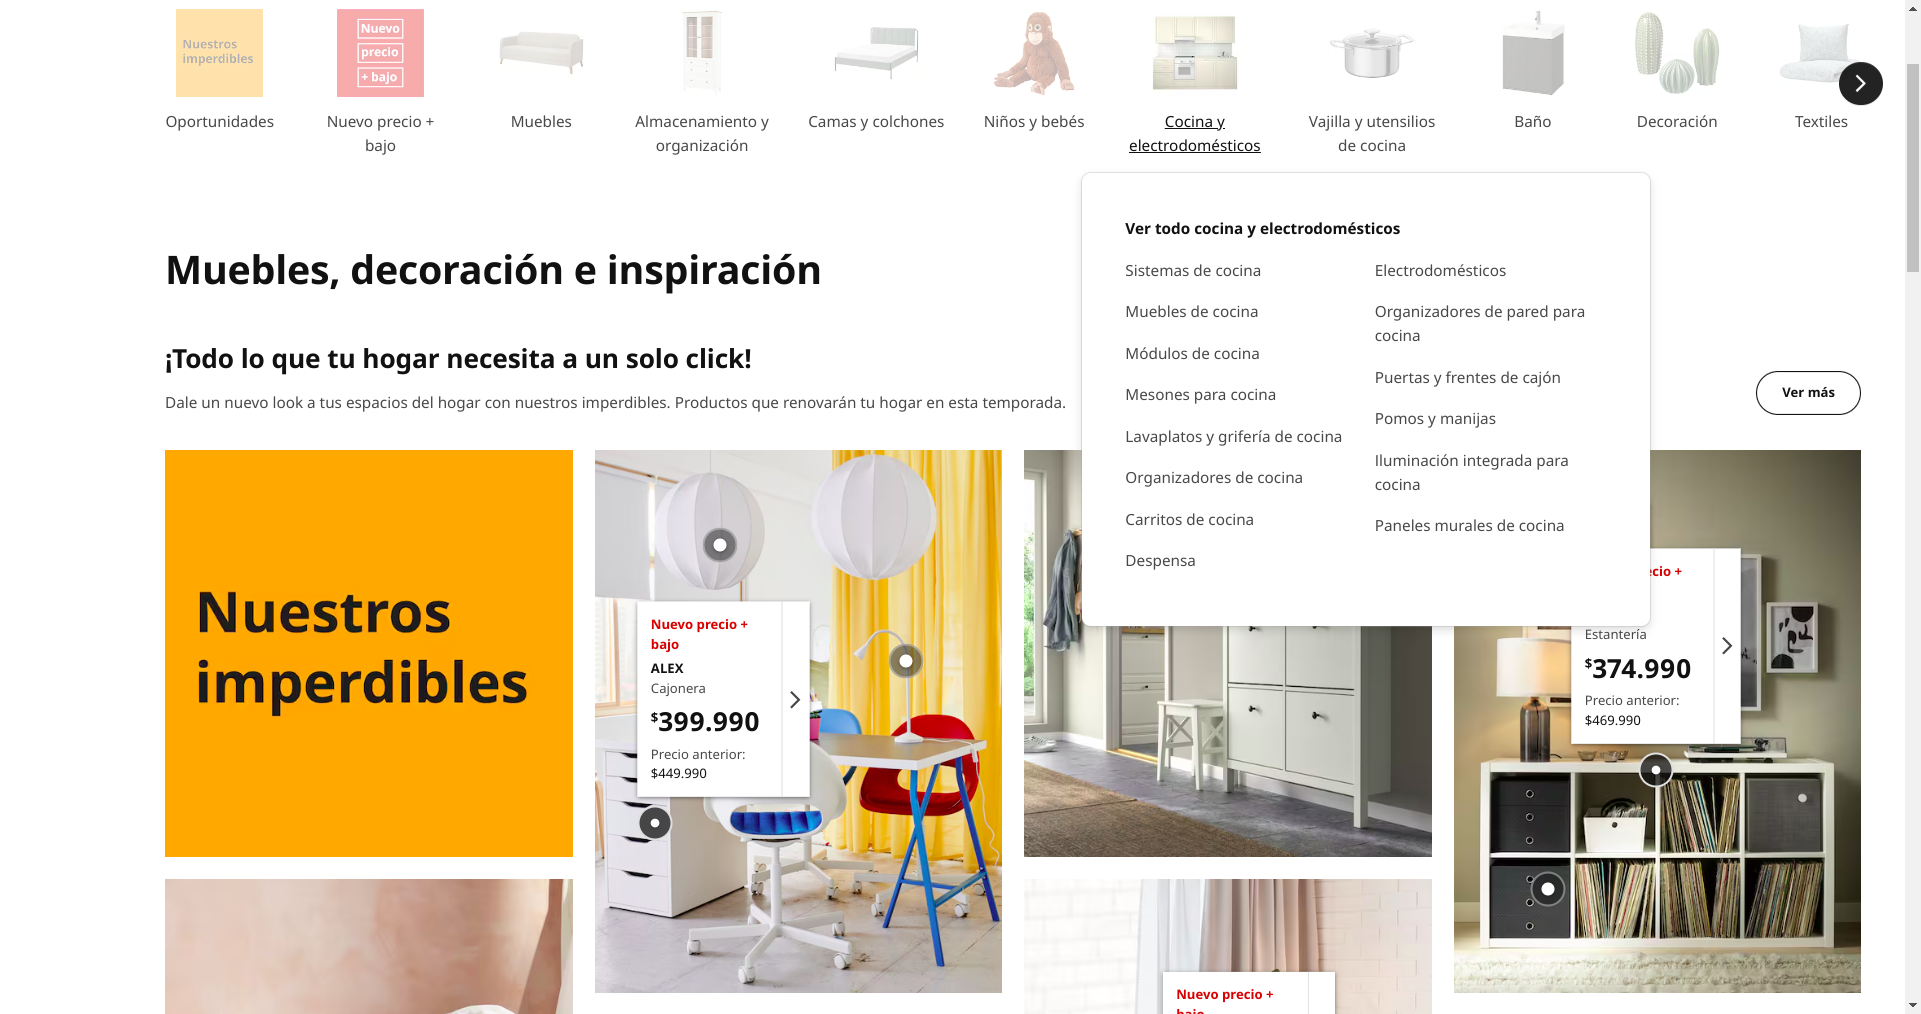 Nuestros
imperdibles
Nuevo
precio
+ bajo
Oportunidades
Nuevo precio +
bajo
Muebles
Almacenamiento y
organización
Camas y colchones
Niños y bebés
Cocina y
electrodomésticos
Vajilla y utensilios
de cocina
Baño
Decoración
Textiles
Ver todo cocina y electrodomésticos
Sistemas de cocina
Muebles de cocina
Módulos de cocina
Mesones para cocina
Lavaplatos y grifería de cocina
Organizadores de cocina
Carritos de cocina
Despensa
Electrodomésticos
Organizadores de pared para
cocina
Puertas y frentes de cajón
Pomos y manijas
Iluminación integrada para
cocina
Paneles murales de cocina
Muebles, decoración e inspiración
¡Todo lo que tu hogar necesita a un solo click!
Dale un nuevo look a tus espacios del hogar con nuestros imperdibles. Productos que renovarán tu hogar en esta temporada.
Ver más
Nuestros
imperdibles
Nuevo precio +
bajo
ALEX
Cajonera
$399.990
Precio anterior:
$449.990
+
Estantería
$374.990
Precio anterior:
$469.990
Nuevo precio +